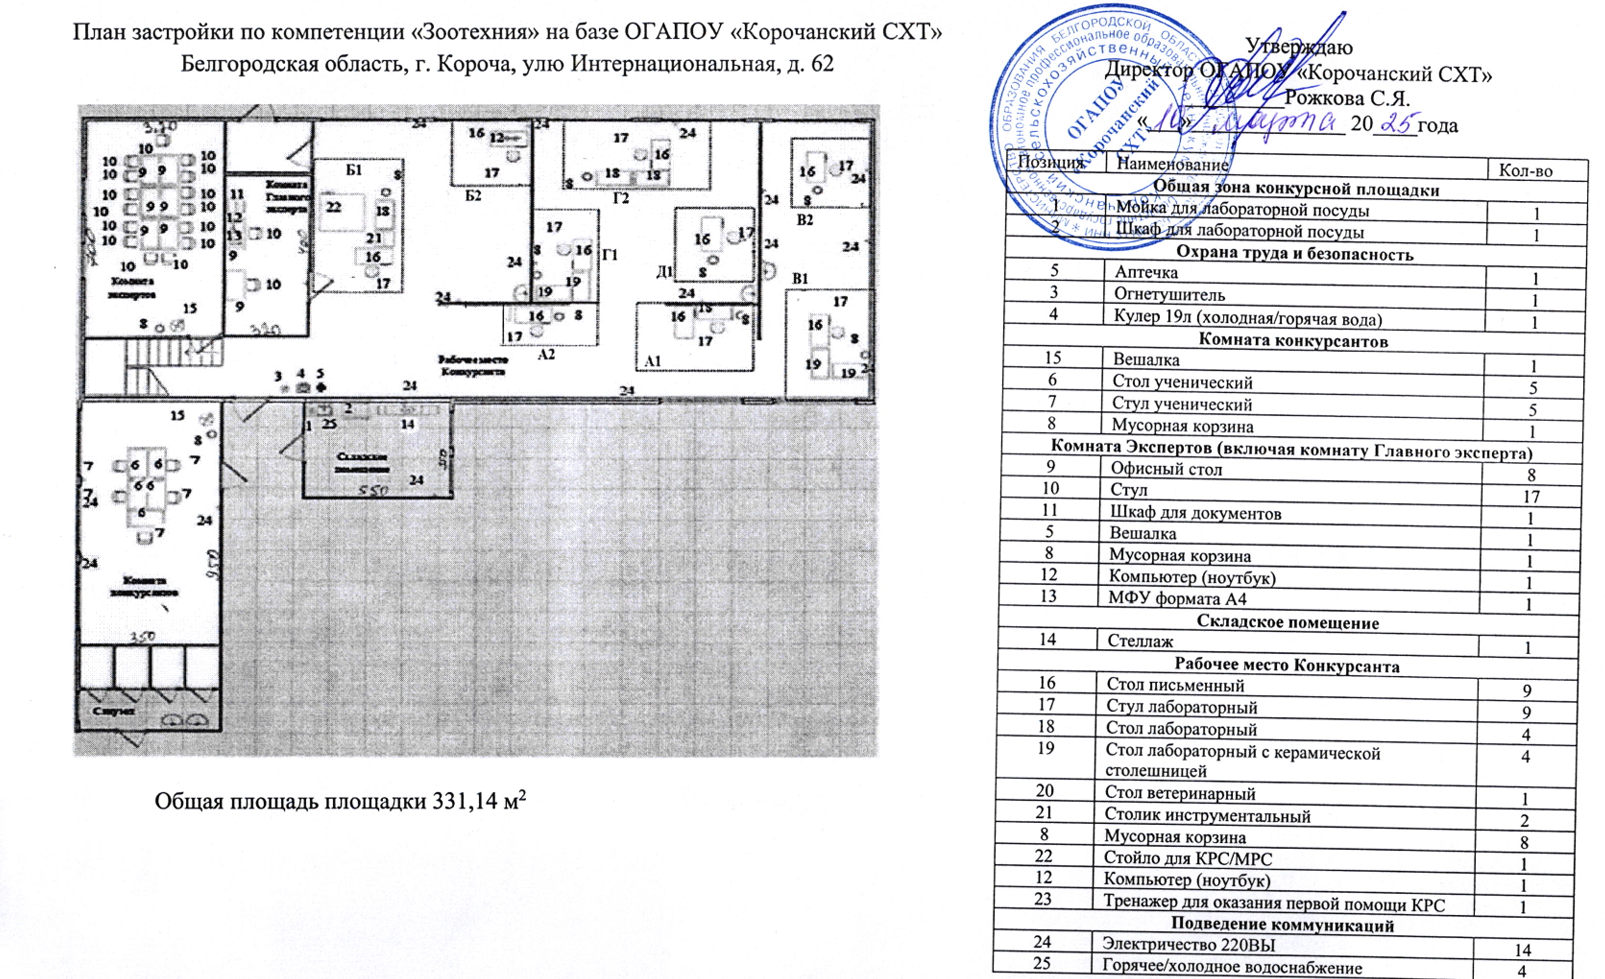 План застройки по компетенции «Зоотехния» на базе ОГАПОУ «Корочанский СХТ»
Белгородская область, г. Короча, улю Интернациональная, д. 62
Утверждаю
Директор ОГАПОУ «Корочанский СХТ»
Рожкова С.Я.
«10» марта 2025года
ОГАПОУ
«Корочанский
СХТ»
Комната
экспертов
Комната
Главного
эксперта
Б1
Б2
Г2
Г1
В2
В1
Д1
А2
А1
Рабочее место
Конкурсанта
3 4 5
Складское
помещение
550
Комната
конкурсантов
350
950
Санузел
Общая площадь площадки 331,14 м²
Позиция Наименование Кол-во
Общая зона конкурсной площадки
1 Мойка для лабораторной посуды 1
2 Шкаф для лабораторной посуды 1
Охрана труда и безопасность
5 Аптечка 1
3 Огнетушитель 1
4 Кулер 19л (холодная/горячая вода) 1
Комната конкурсантов
15 Вешалка 1
6 Стол ученический 5
7 Стул ученический 5
8 Мусорная корзина 1
Комната Экспертов (включая комнату Главного эксперта)
9 Офисный стол 8
10 Стул 17
11 Шкаф для документов 1
5 Вешалка 1
8 Мусорная корзина 1
12 Компьютер (ноутбук) 1
13 МФУ формата А4 1
Складское помещение
14 Стеллаж 1
Рабочее место Конкурсанта
16 Стол письменный 9
17 Стул лабораторный 9
18 Стол лабораторный 4
19 Стол лабораторный с керамической 4
столешницей
20 Стол ветеринарный 1
21 Столик инструментальный 2
8 Мусорная корзина 8
22 Стойло для КРС/МРС 1
12 Компьютер (ноутбук) 1
23 Тренажер для оказания первой помощи КРС 1
Подведение коммуникаций
24 Электричество 220ВЫ 14
25 Горячее/холодное водоснабжение 4